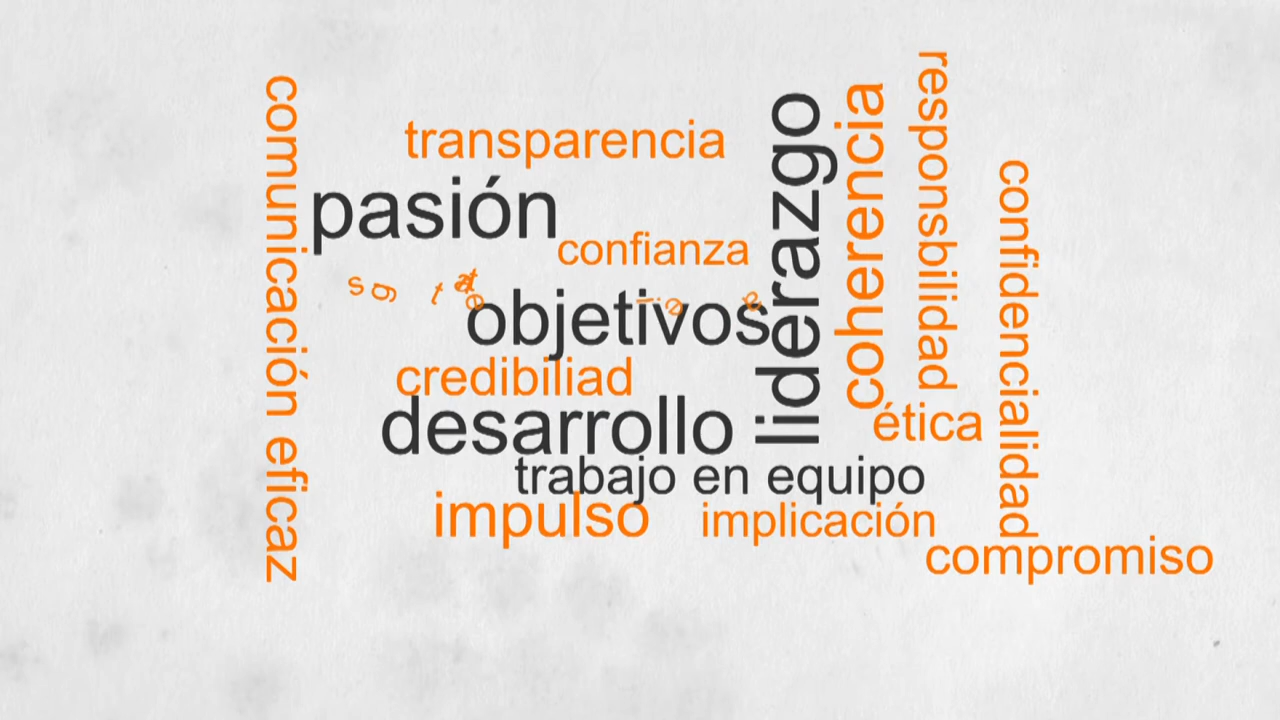 comunicación eficaz
transparencia
pasión
confianza
objetivos
credibiliad
desarrollo
trabajo en equipo
impulso
implicación
liderazgo
coherencia
responsbilidad
confidencialidad
ética
compromiso